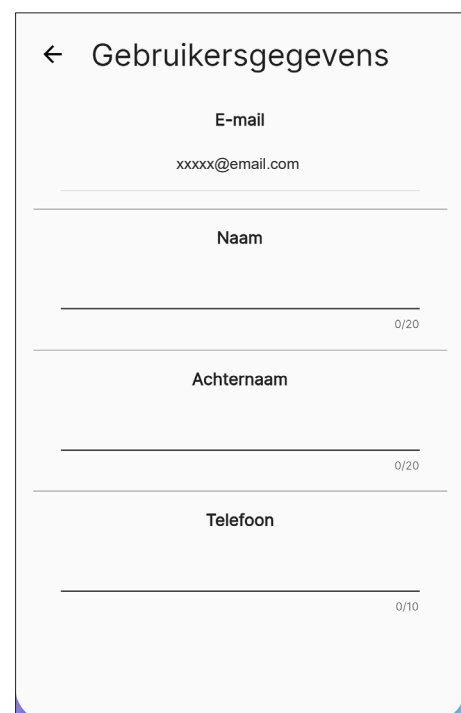 Gebruikersgegevens
E-mail
xxxxx@email.com
Naam
0/20
Achternaam
0/20
Telefoon
0/10